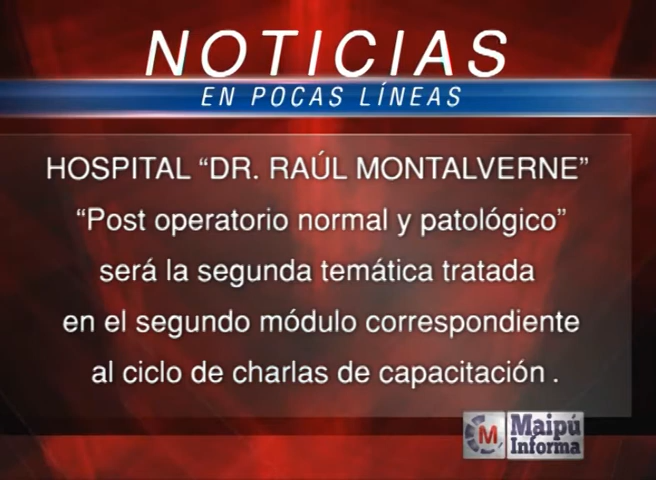 NOTICIAS
EN POCAS LÍNEAS
HOSPITAL “DR. RAÚL MONTALVERNE”
“Post operatorio normal y patológico”
será la segunda temática tratada
en el segundo módulo correspondiente
al ciclo de charlas de capacitación .
M
Maipú
Informa